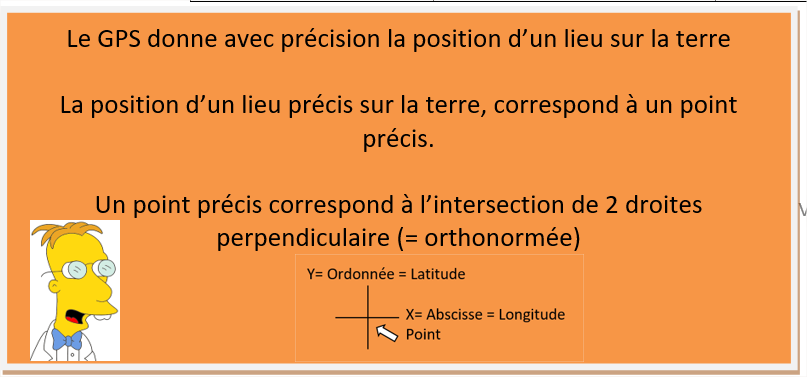 Le GPS donne avec précision la position d’un lieu sur la terre
La position d’un lieu précis sur la terre, correspond à un point
précis.
Un point précis correspond à l’intersection de 2 droites
perpendiculaire (= orthonormée)
Y= Ordonnée = Latitude
X= Abscisse = Longitude
Point